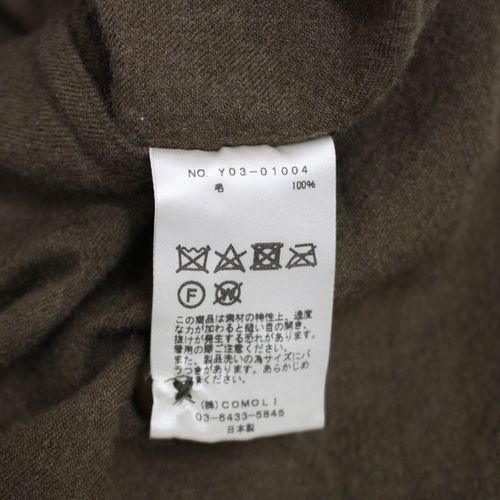 NO. Y03-01004
毛 100%
F W
この商品は素材の特性上、過度
な力が加わると縫い目の開き、
抜けが発生する恐れがあります。
着用の際ご注意ください。
また、製品洗いの為サイズにバ
ラつきがあります。あらかじめ
ご了承ください。
(株) COMOLI
03-6433-5845
日本製